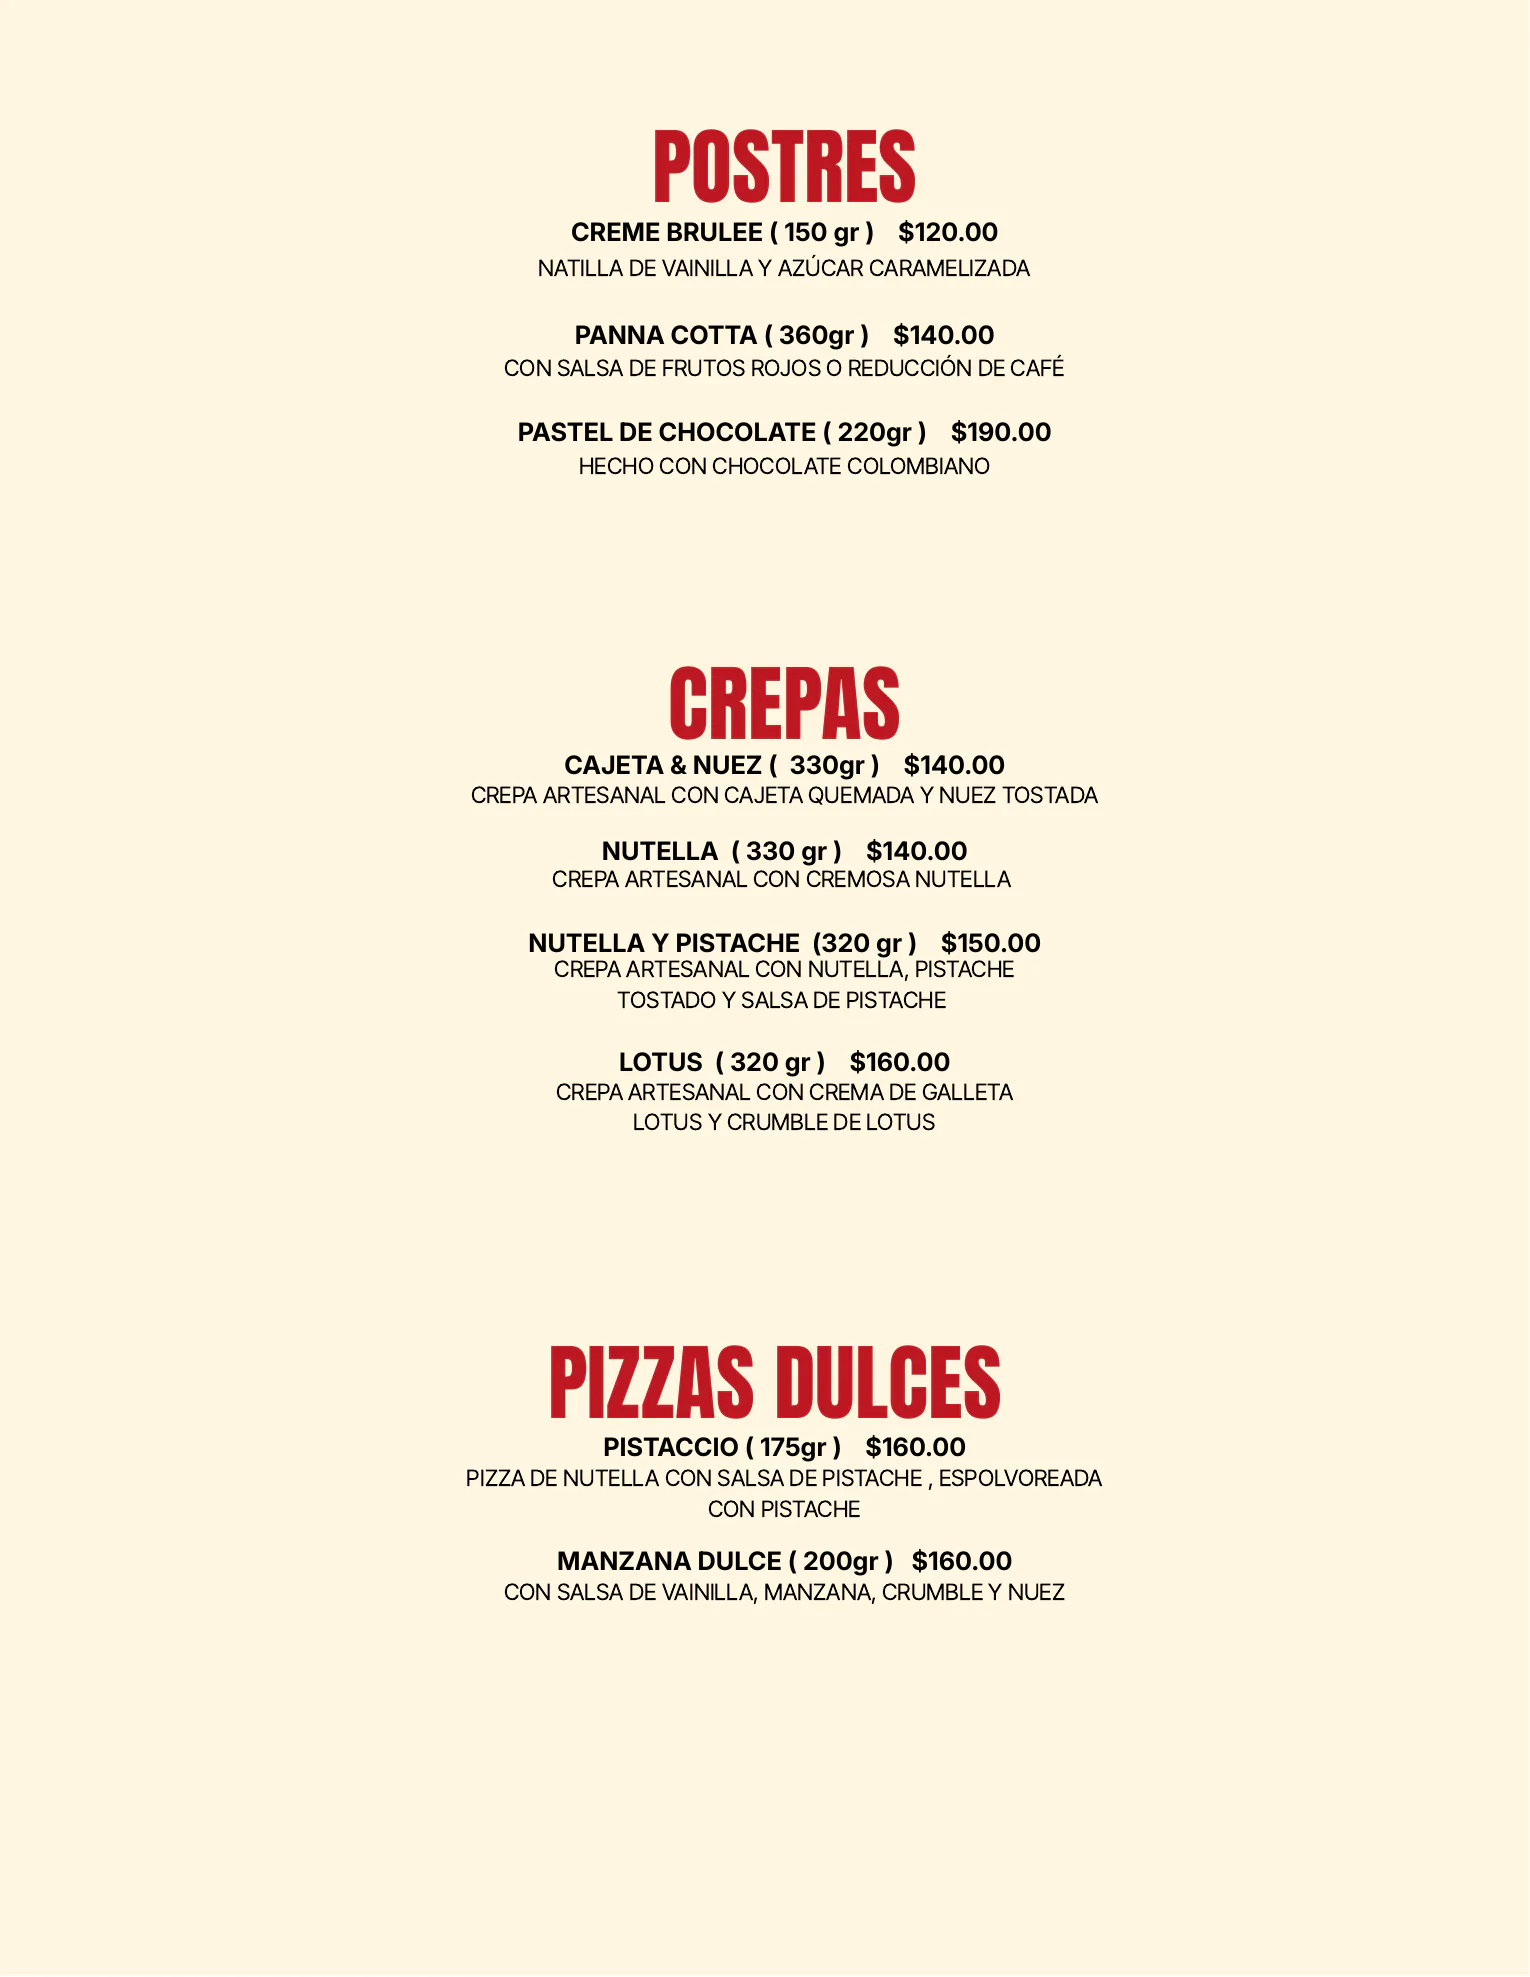 POSTRES
CREME BRULEE ( 150 gr ) $120.00
NATILLA DE VAINILLA Y AZÚCAR CARAMELIZADA
PANNA COTTA ( 360gr ) $140.00
CON SALSA DE FRUTOS ROJOS O REDUCCIÓN DE CAFÉ
PASTEL DE CHOCOLATE ( 220gr ) $190.00
HECHO CON CHOCOLATE COLOMBIANO
CREPAS
CAJETA & NUEZ ( 330gr ) $140.00
CREPA ARTESANAL CON CAJETA QUEMADA Y NUEZ TOSTADA
NUTELLA ( 330 gr ) $140.00
CREPA ARTESANAL CON CREMOSA NUTELLA
NUTELLA Y PISTACHE (320 gr ) $150.00
CREPA ARTESANAL CON NUTELLA, PISTACHE
TOSTADO Y SALSA DE PISTACHE
LOTUS ( 320 gr ) $160.00
CREPA ARTESANAL CON CREMA DE GALLETA
LOTUS Y CRUMBLE DE LOTUS
PIZZAS DULCES
PISTACCIO ( 175gr ) $160.00
PIZZA DE NUTELLA CON SALSA DE PISTACHE , ESPOLVOREADA
CON PISTACHE
MANZANA DULCE ( 200gr ) $160.00
CON SALSA DE VAINILLA, MANZANA, CRUMBLE Y NUEZ